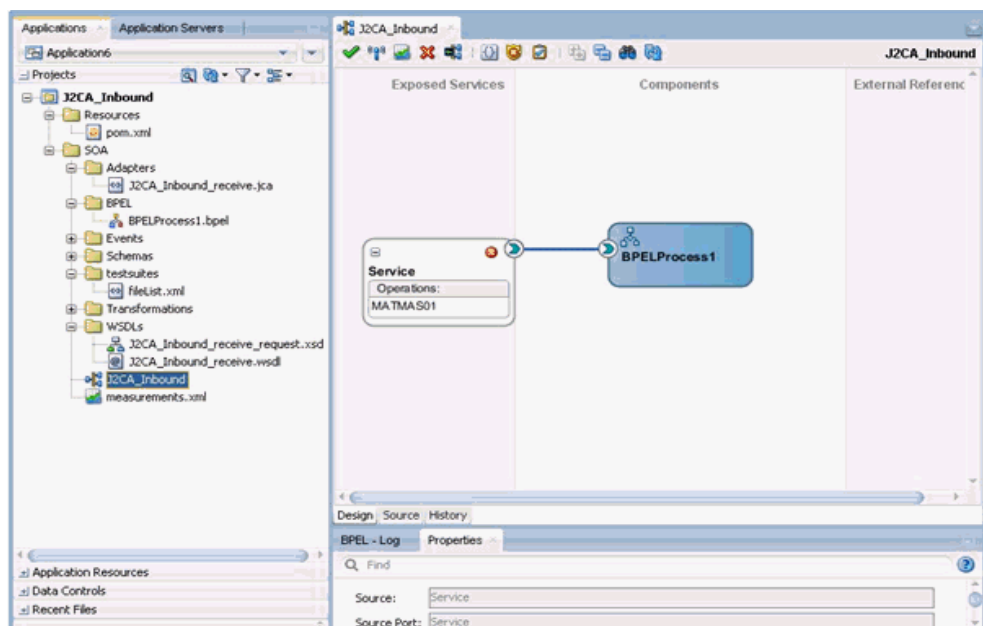 Applications
Application Servers
Application6
Projects
J2CA_Inbound
Resources
pom.xml
SOA
Adapters
J2CA_Inbound_receive.jca
BPEL
BPELProcess1.bpel
Events
Schemas
testsuites
fileList.xml
Transformations
WSDLs
J2CA_Inbound_receive_request.xsd
J2CA_Inbound_receive.wsdl
J2CA_Inbound
measurements.xml
Application Resources
Data Controls
Recent Files
J2CA_Inbound
J2CA_Inbound
Exposed Services
Components
External Referenc
Service
Operations:
MATMAS01
BPELProcess1
Design Source History
BPEL - Log
Properties
Find
Source: Service
Source Port: Service